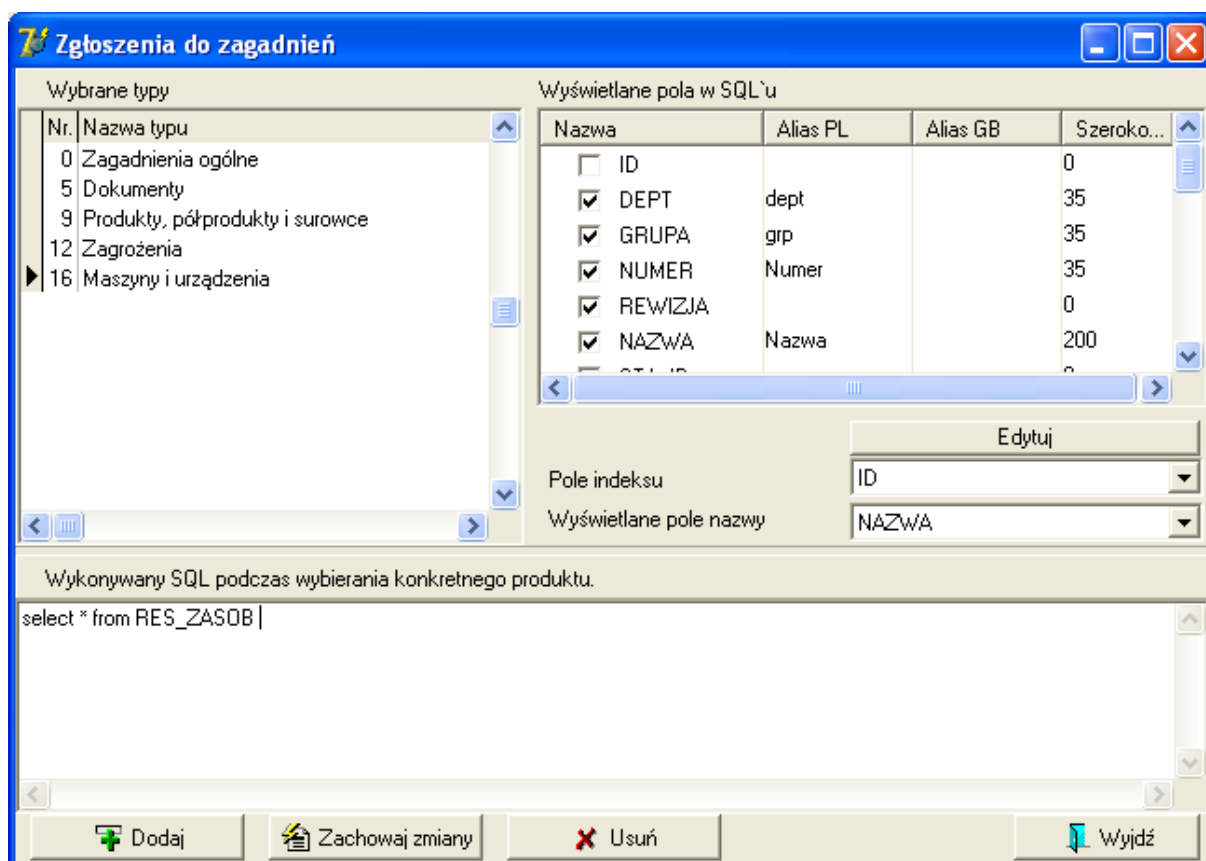 Zgłoszenia do zagadnień
Wybrane typy
Nr. Nazwa typu
0 Zagadnienia ogólne
5 Dokumenty
9 Produkty, półprodukty i surowce
12 Zagrożenia
16 Maszyny i urządzenia
Wyświetlane pola w SQL`u
Nazwa Alias PL Alias GB Szeroko...
ID 0
DEPT dept 35
GRUPA grp 35
NUMER Numer 35
REWIZJA 0
NAZWA Nazwa 200
Edytuj
Pole indeksu ID
Wyświetlane pole nazwy NAZWA
Wykonywany SQL podczas wybierania konkretnego produktu.
select * from RES_ZASOB
Dodaj Zachowaj zmiany Usuń Wyjdź